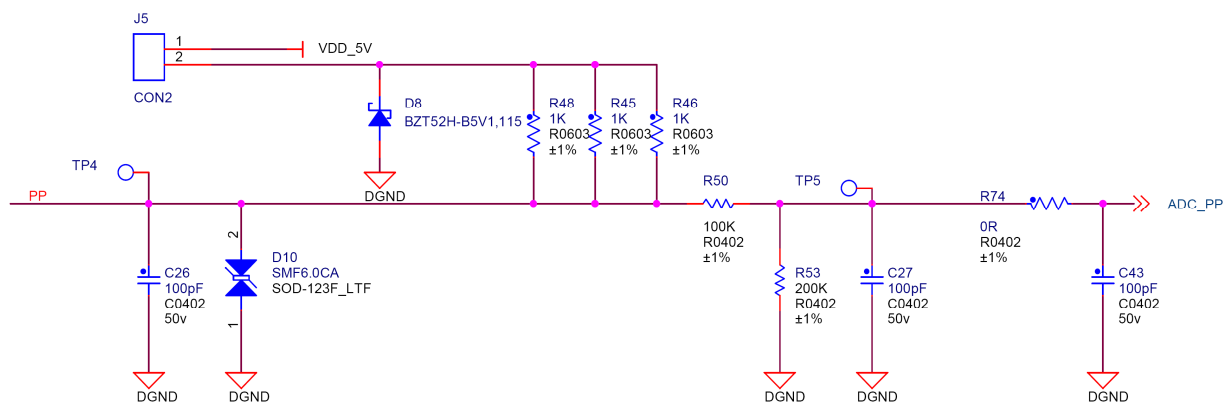 J5
1
2
VDD_5V
CON2
D8
BZT52H-B5V1,115
R48
1K
R0603
±1%
R45
1K
R0603
±1%
R46
1K
R0603
±1%
DGND
TP4
PP
R50
100K
R0402
±1%
TP5
R74
0R
R0402
±1%
ADC_PP
2
1
D10
SMF6.0CA
SOD-123F_LTF
C26
100pF
C0402
50v
R53
200K
R0402
±1%
C27
100pF
C0402
50v
C43
100pF
C0402
50v
DGND
DGND
DGND
DGND
DGND